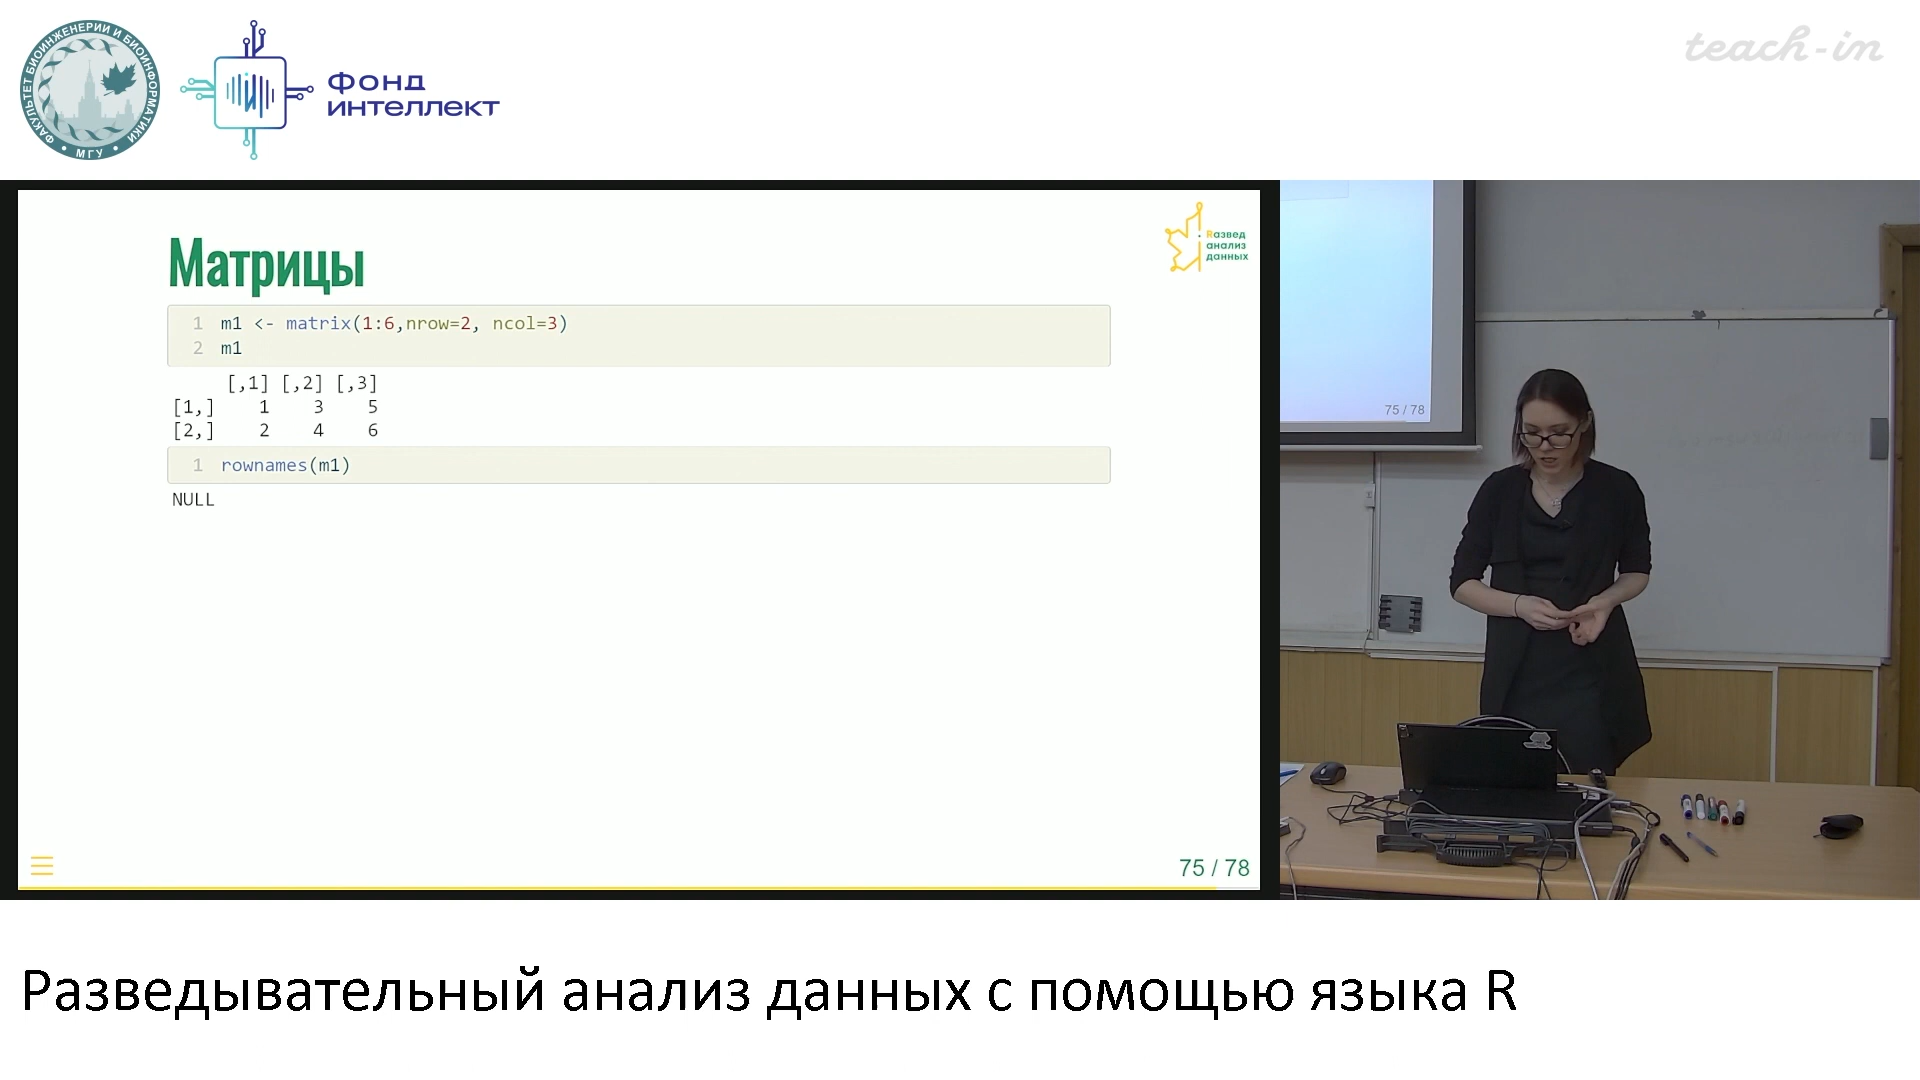 ФАКУЛЬТЕТ БИОИНЖЕНЕРИИ И БИОИНФОРМАТИКИ
• МГУ •
ФОНД
ИНТЕЛЛЕКТ
teach-in
Матрицы
Rазвед
анализ
данных
1 m1 <- matrix(1:6,nrow=2, ncol=3)
2 m1
[,1] [,2] [,3]
[1,] 1 3 5
[2,] 2 4 6
1 rownames(m1)
NULL
75 / 78
75 / 78
Разведывательный анализ данных с помощью языка R